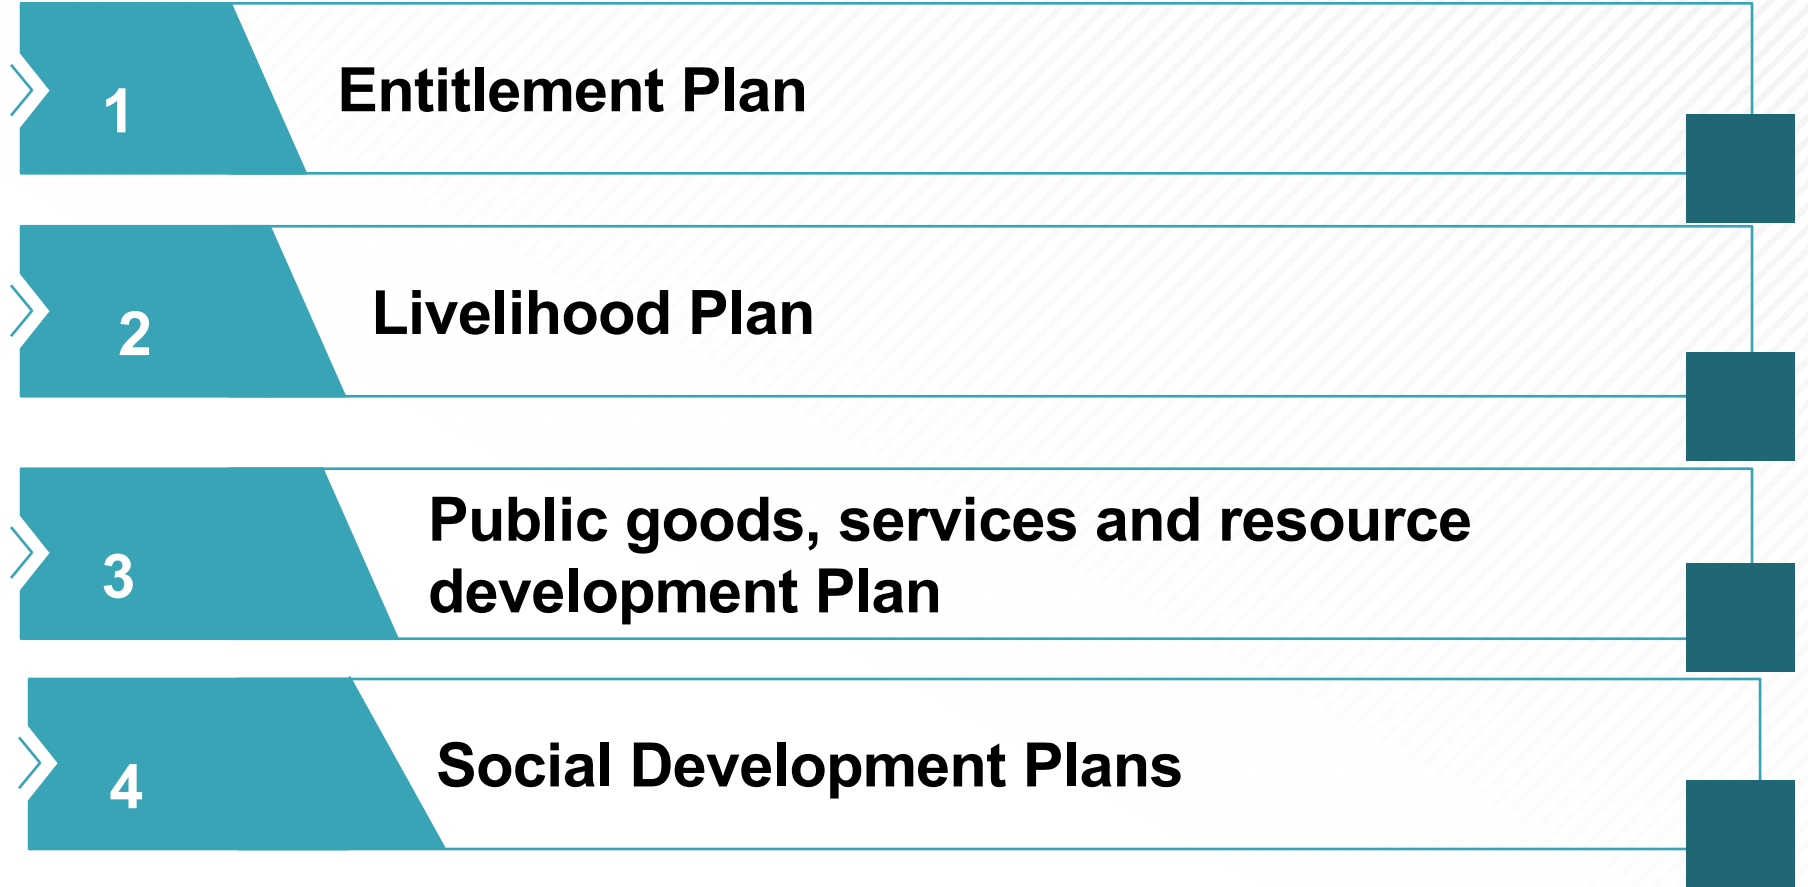 1
Entitlement Plan
2
Livelihood Plan
3
Public goods, services and resource
development Plan
4
Social Development Plans